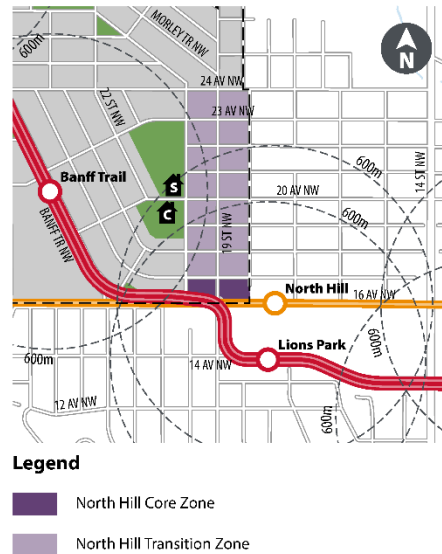 MORLEY TR NW
N
600m
24 AV NW
22 ST NW
23 AV NW
600m
14 ST NW
S
Banff Trail
20 AV NW
C
600m
BANFF TR NW
19 ST NW
North Hill
16 AV NW
Lions Park
600m
14 AV NW
600m
12 AV NW
600m
Legend
North Hill Core Zone
North Hill Transition Zone